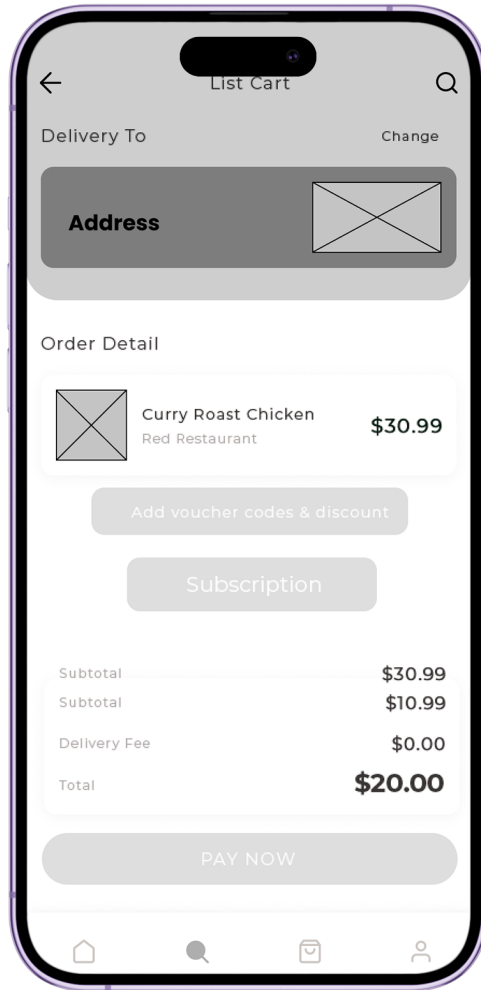 List Cart
Delivery To
Change
Address
Order Detail
Curry Roast Chicken
Red Restaurant
$30.99
Add voucher codes & discount
Subscription
Subtotal $30.99
Subtotal $10.99
Delivery Fee $0.00
Total $20.00
PAY NOW